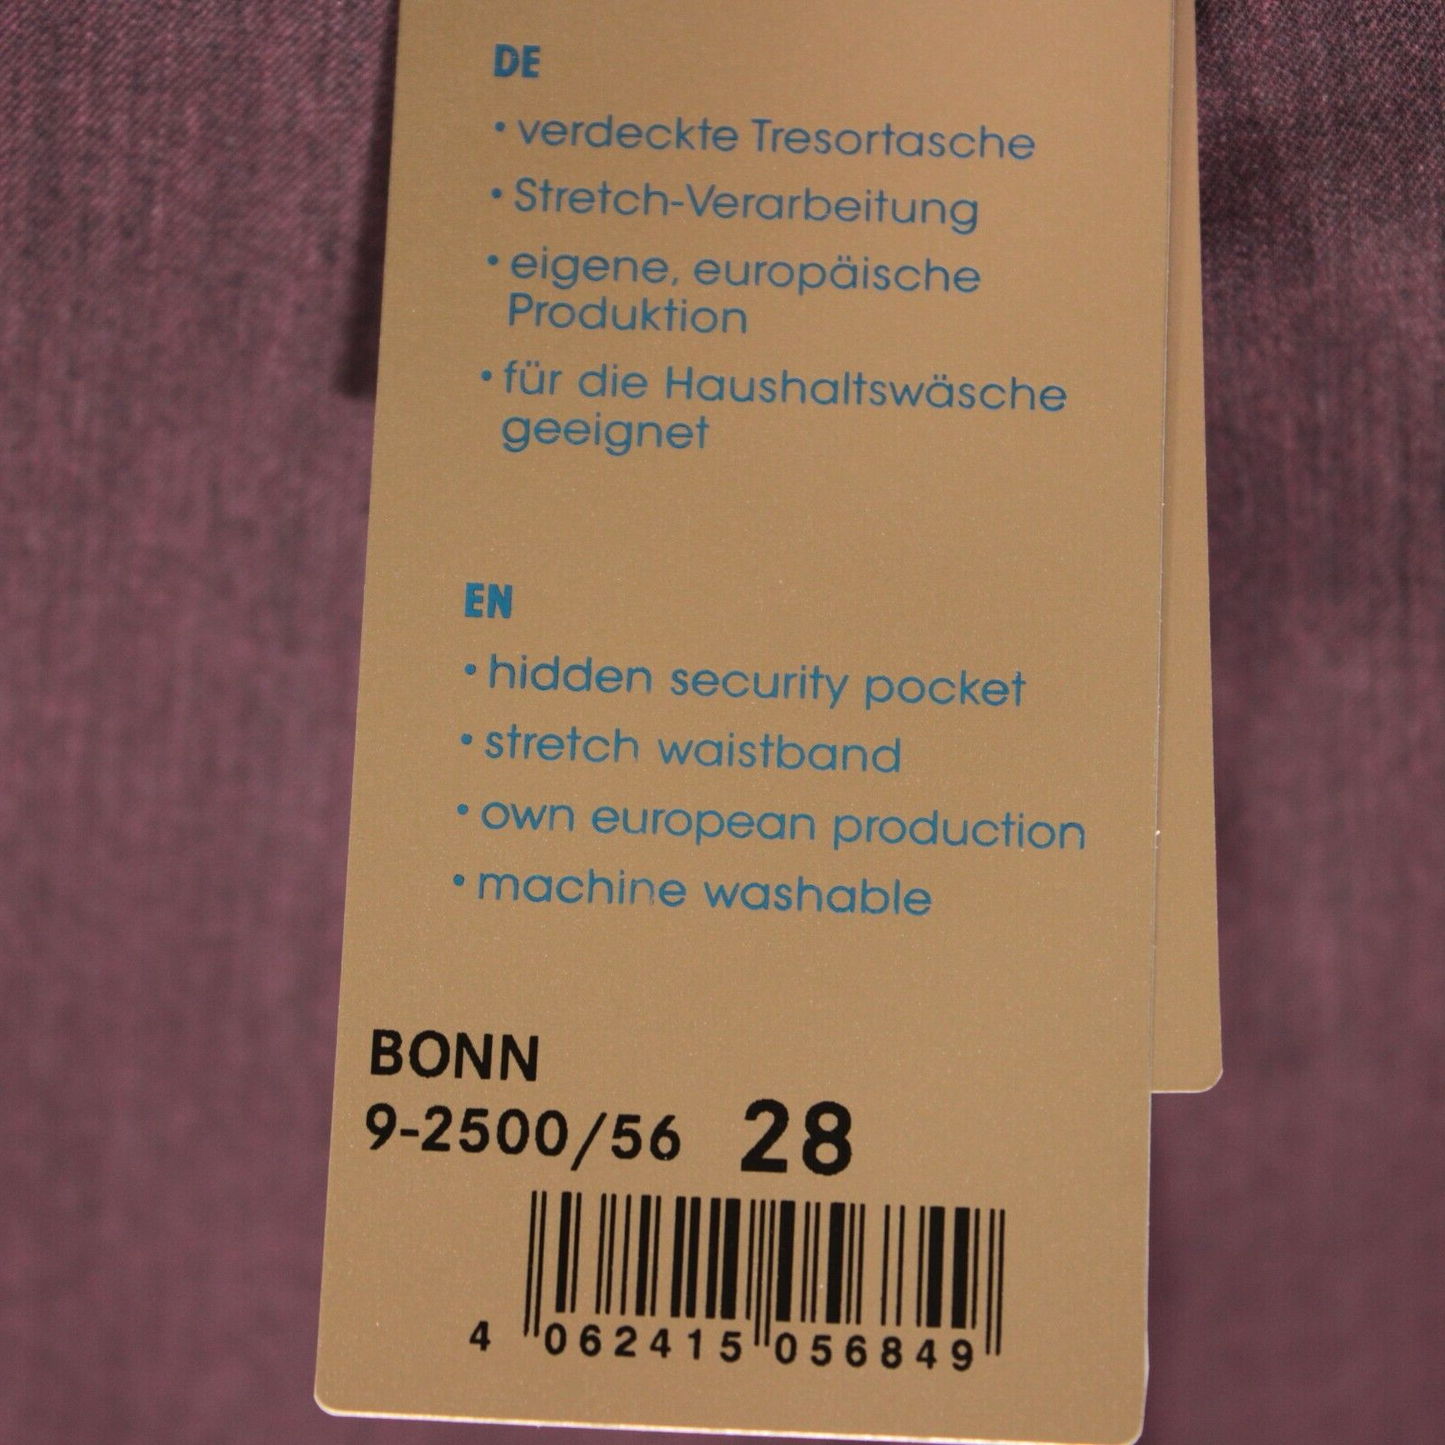 DE
• verdeckte Tresortasche
• Stretch-Verarbeitung
• eigene, europäische
Produktion
• für die Haushaltswäsche
geeignet
EN
• hidden security pocket
• stretch waistband
• own european production
• machine washable
BONN
9-2500/56 28
4 062415 056849